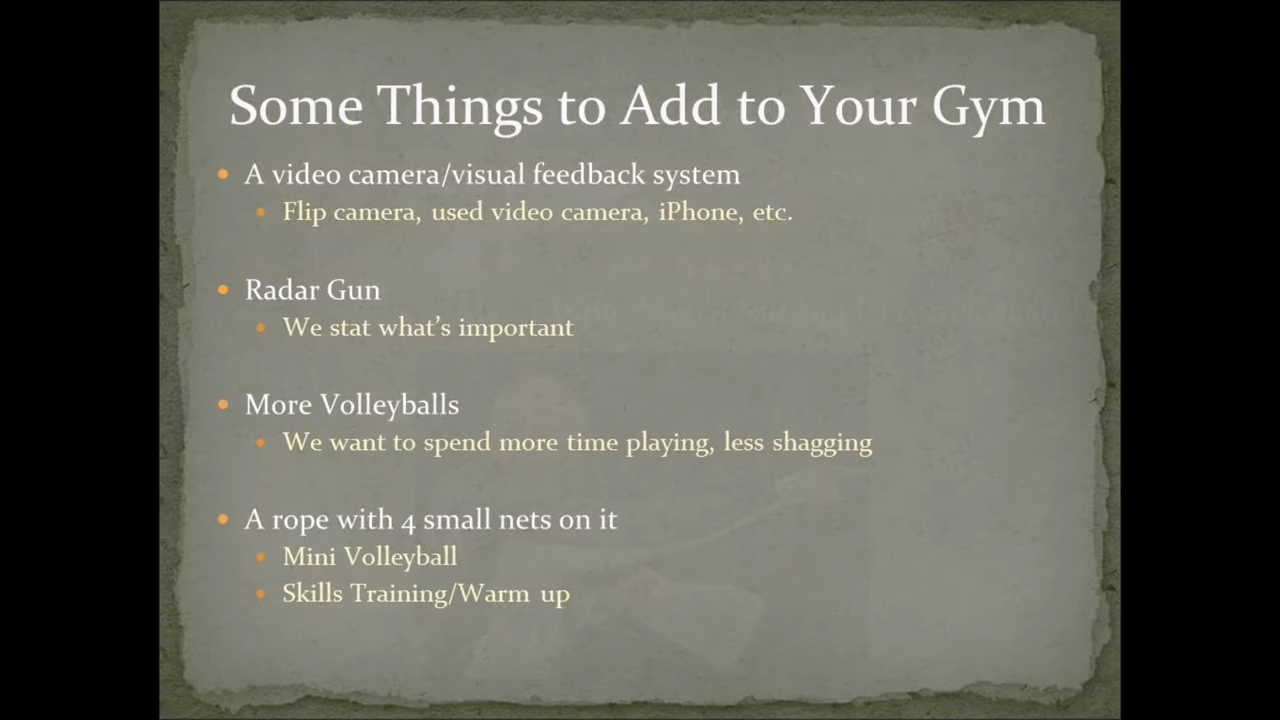 Some Things to Add to Your Gym
A video camera/visual feedback system
Flip camera, used video camera, iPhone, etc.
Radar Gun
We stat what's important
More Volleyballs
We want to spend more time playing, less shagging
A rope with 4 small nets on it
Mini Volleyball
Skills Training/Warm up